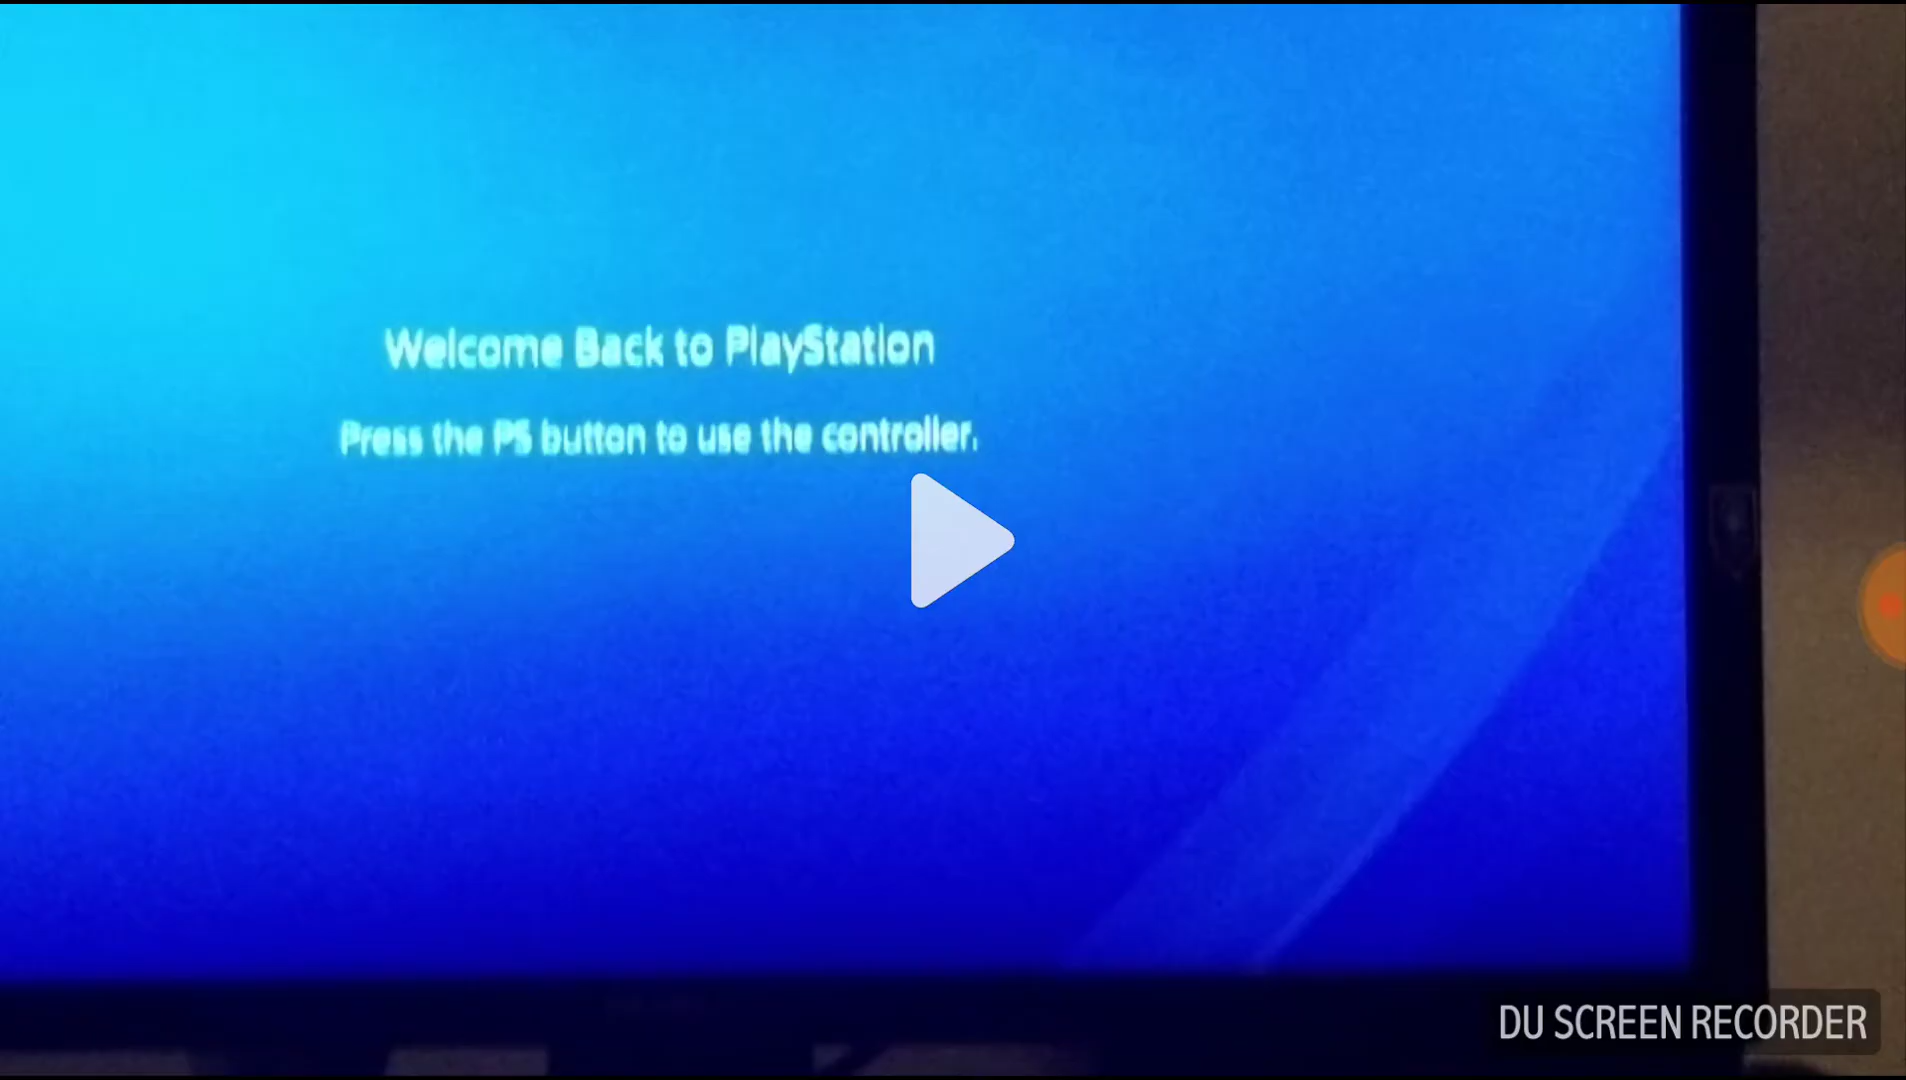 Welcome Back to PlayStation
Press the PS button to use the controller.
DU SCREEN RECORDER